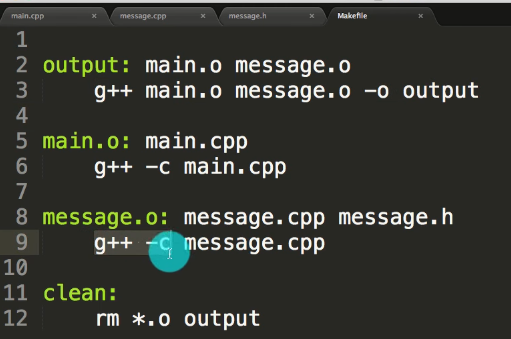 main.cpp message.cpp message.h Makefile
1
2 output: main.o message.o
3 g++ main.o message.o -o output
4
5 main.o: main.cpp
6 g++ -c main.cpp
7
8 message.o: message.cpp message.h
9 g++ -c message.cpp
10
11 clean:
12 rm *.o output